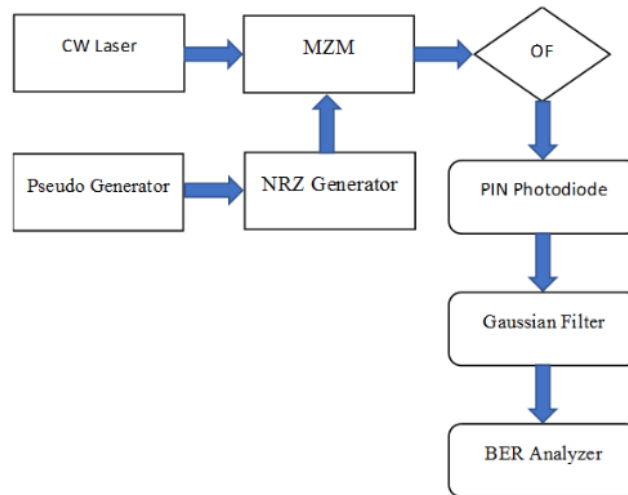 CW Laser
MZM
OF
Pseudo Generator
NRZ Generator
PIN Photodiode
Gaussian Filter
BER Analyzer